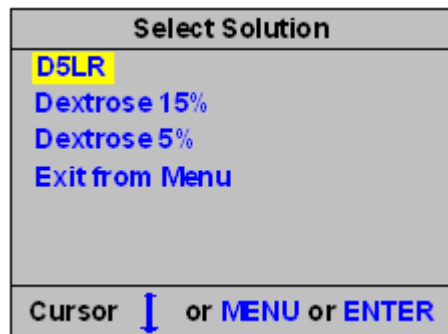 Select Solution
D5LR
Dextrose 15%
Dextrose 5%
Exit from Menu
Cursor ↕ or MENU or ENTER